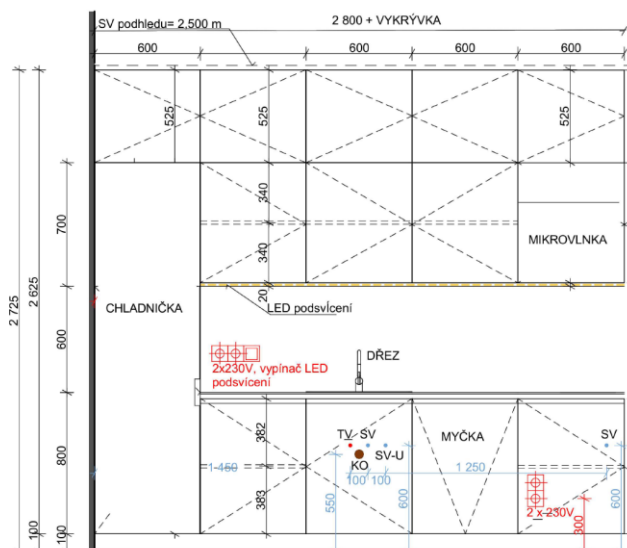 SV podhledu= 2,500 m
2 800 + VYKRÝVKA
600
600
600
600
600
525
525
525
340
340
20
700
2 725
2 625
600
800
100
100
MIKROVLNKA
CHLADNIČKA
LED podsvícení
2x230V, vypínač LED
podsvícení
DŘEZ
382
383
TV
SV
KO
SV-U
MYČKA
SV
1 460
1 250
100
100
550
600
600
2 x 230V
300